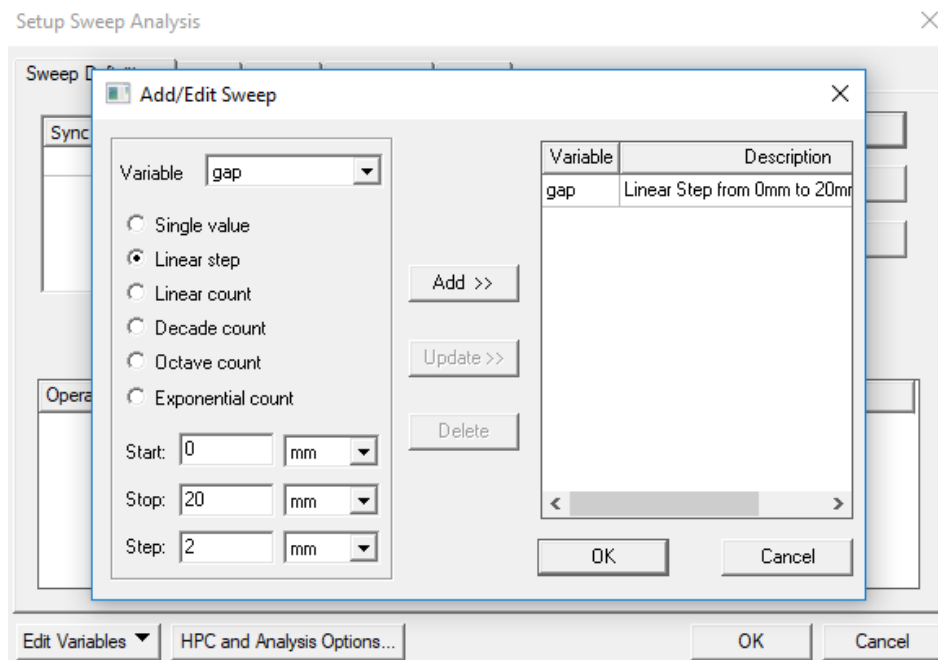 Setup Sweep Analysis
Sweep D
Add/Edit Sweep
Sync
Variable gap
Single value
Linear step
Linear count
Decade count
Octave count
Exponential count
Start: 0 mm
Stop: 20 mm
Step: 2 mm
Add >>
Update >>
Delete
Variable Description
gap Linear Step from 0mm to 20mm
OK Cancel
Opera
Edit Variables HPC and Analysis Options... OK Cancel